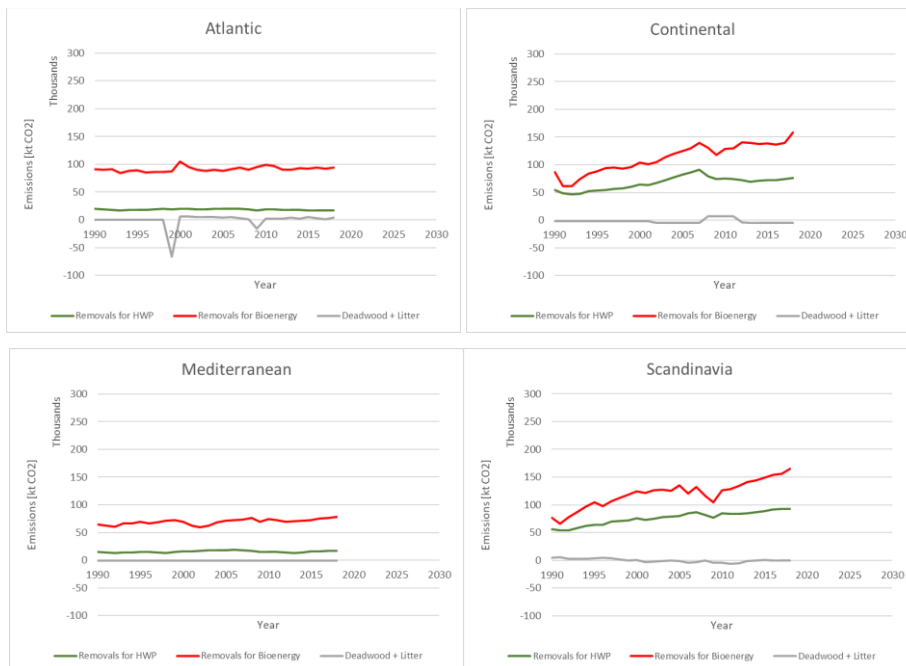 Atlantic
Thousands
Emissions [kt CO2]
300
250
200
150
100
50
0
-50
-100
1990 1995 2000 2005 2010 2015 2020 2025 2030
Year
Removals for HWP Removals for Bioenergy Deadwood + Litter
Continental
Thousands
Emissions [kt CO2]
300
250
200
150
100
50
0
-50
-100
1990 1995 2000 2005 2010 2015 2020 2025 2030
Year
Removals for HWP Removals for Bioenergy Deadwood + Litter
Mediterranean
Thousands
Emissions [kt CO2]
300
250
200
150
100
50
0
-50
-100
1990 1995 2000 2005 2010 2015 2020 2025 2030
Year
Removals for HWP Removals for Bioenergy Deadwood + Litter
Scandinavia
Thousands
Emissions [kt CO2]
300
250
200
150
100
50
0
-50
-100
1990 1995 2000 2005 2010 2015 2020 2025 2030
Year
Removals for HWP Removals for Bioenergy Deadwood + Litter